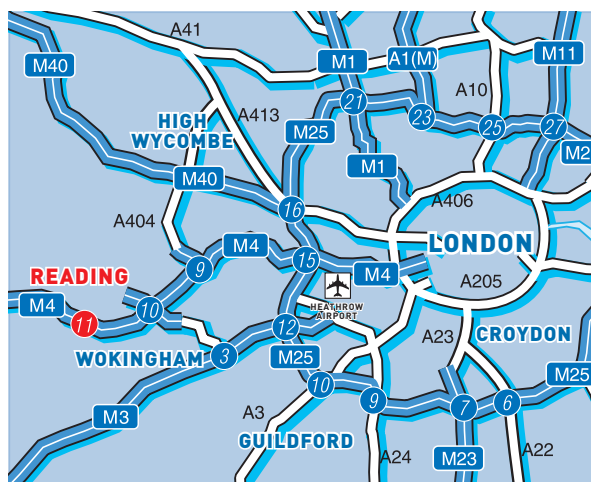 A41
M40
M1
A1(M)
M11
A10
A413
21
HIGH
WYCOMBE
M25
23
25
27
M2
M1
M40
A404
16
A406
M4
LONDON
9
15
M4
READING
A205
M4
HEATHROW
AIRPORT
10
11
12
A23
CROYDON
WOKINGHAM
3
M25
M25
10
9
7
6
M3
A3
GUILDFORD
A24
M23
A22